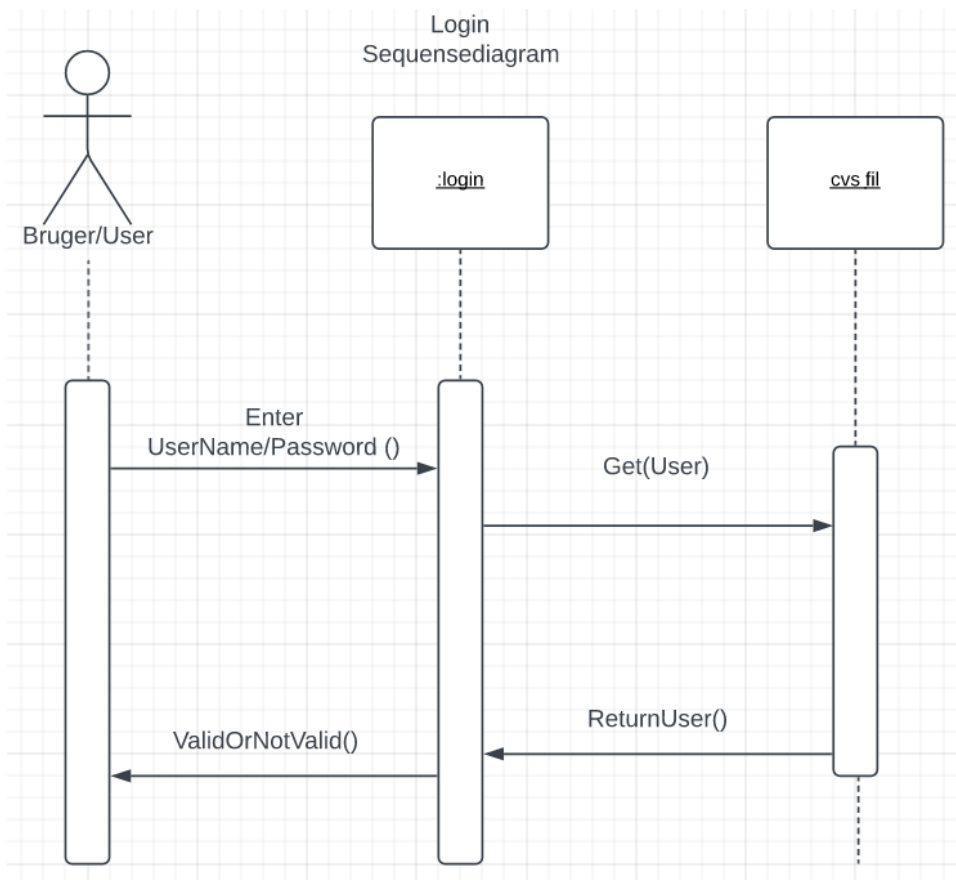 Login
Sequensediagram
:login
cvs fil
Bruger/User
Enter
UserName/Password ()
Get(User)
ReturnUser()
ValidOrNotValid()